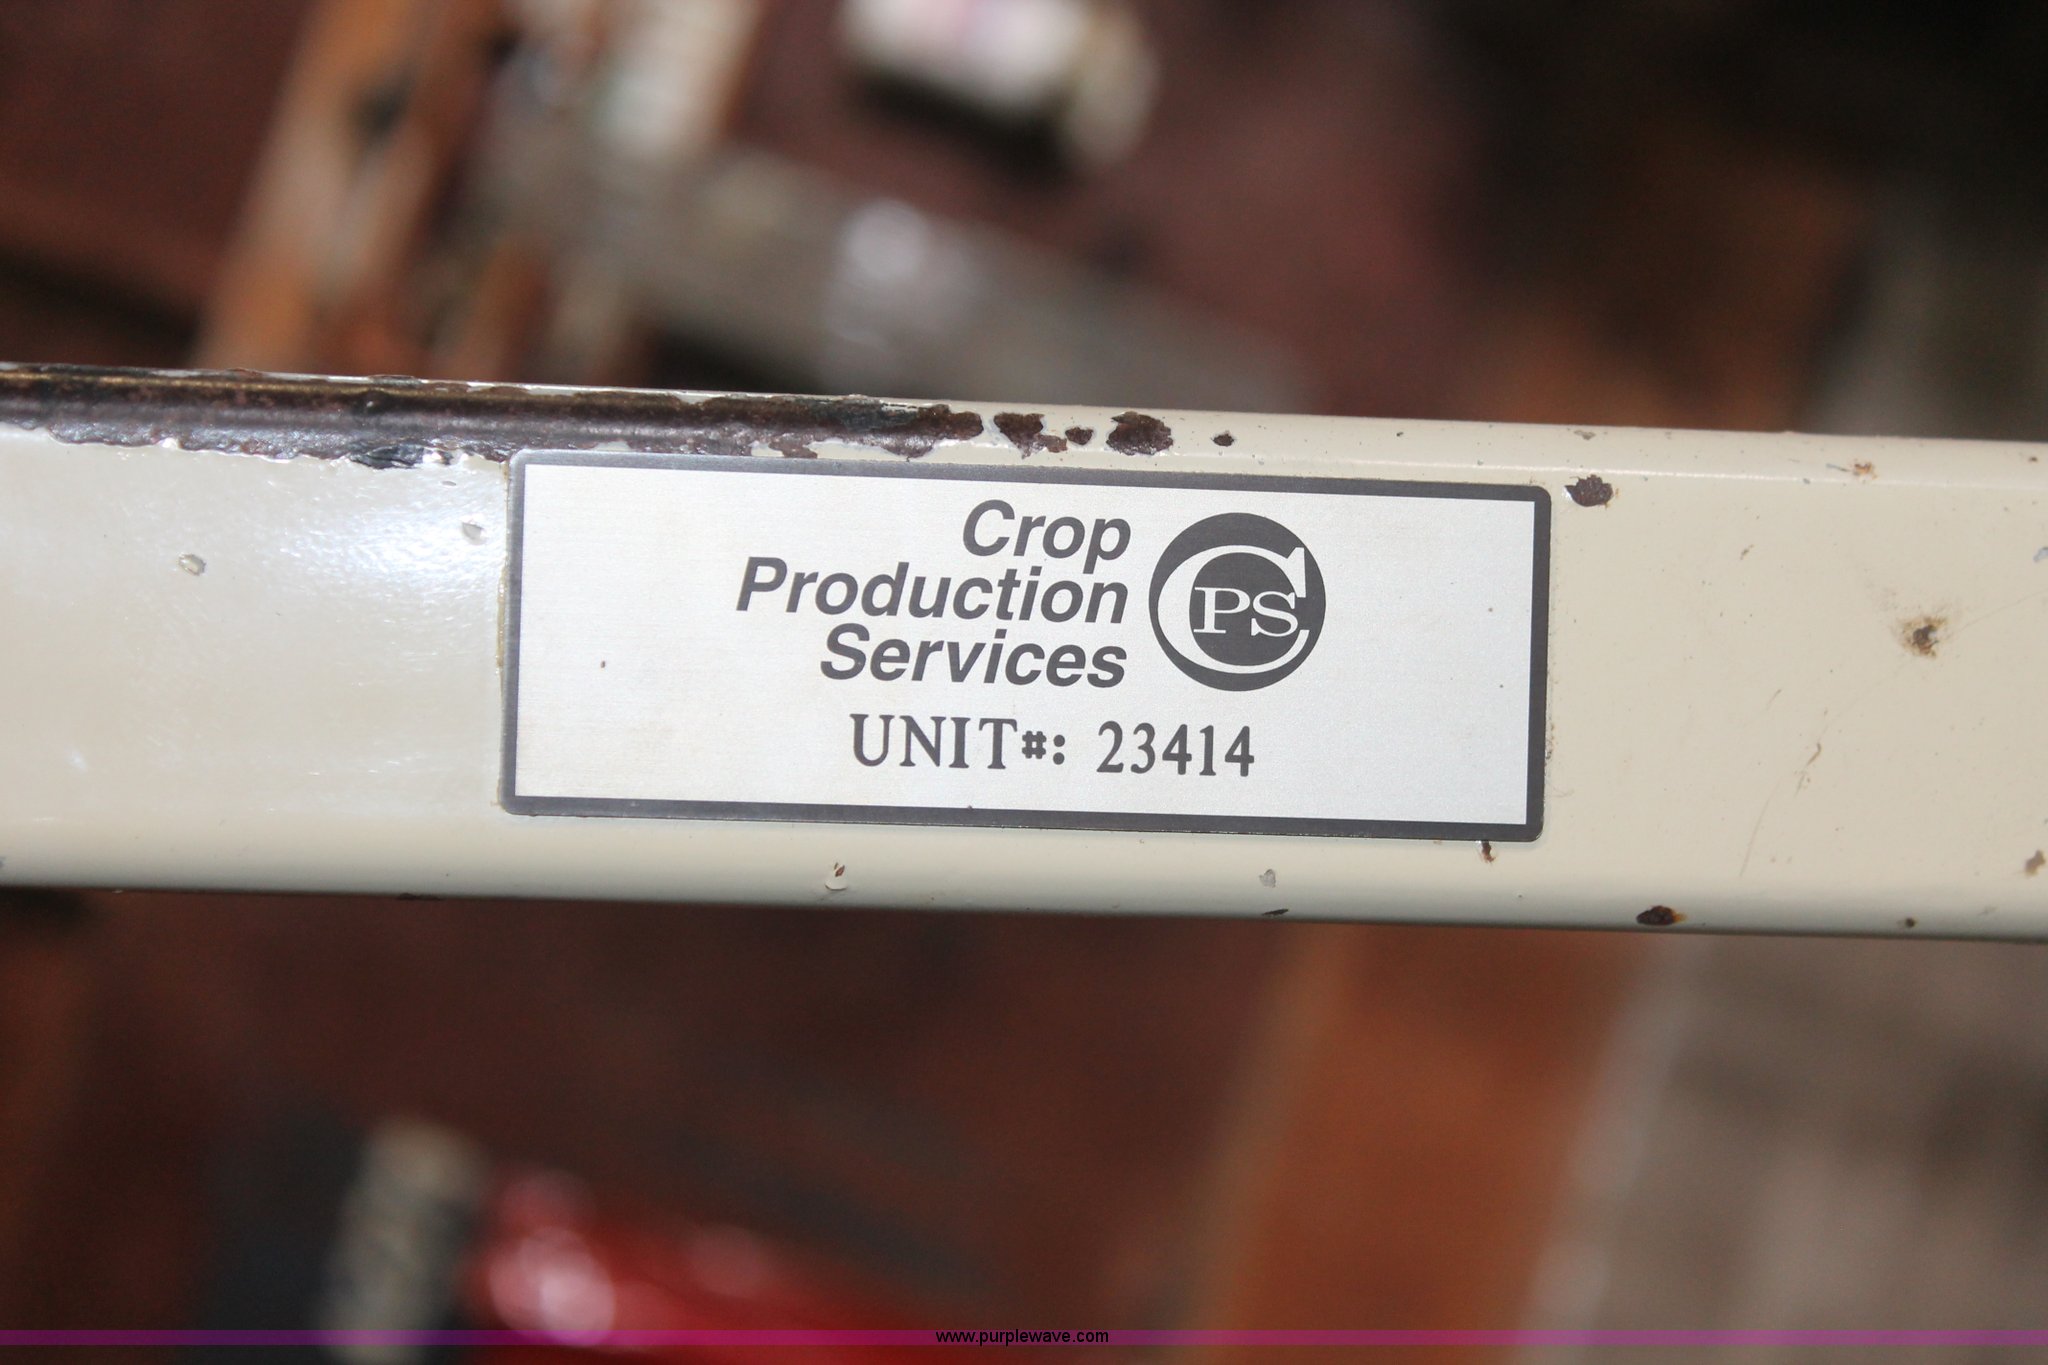 Crop
Production
Services
CPS
UNIT#: 23414
www.purplewave.com